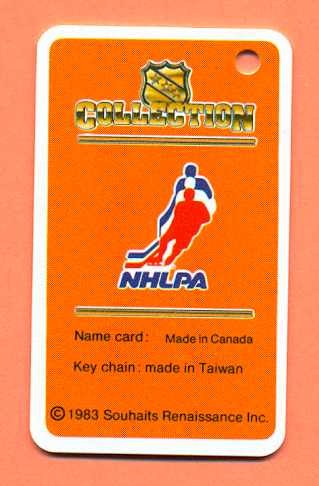 COLLECTION
NHLPA
Name card: Made in Canada
Key chain: made in Taiwan
© 1983 Souhaits Renaissance Inc.